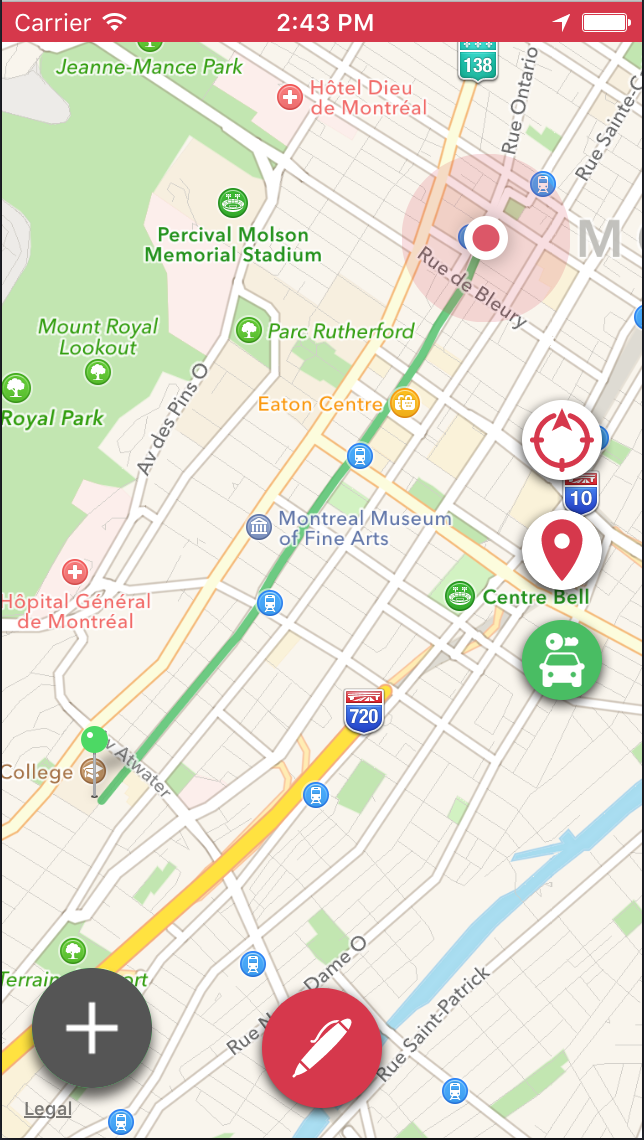 Carrier
2:43 PM
Jeanne-Mance Park
138
Hôtel Dieu
de Montréal
Rue Ontario
Rue Sainte-C
Percival Molson
Memorial Stadium
M
Rue de Bleury
Mount Royal
Lookout
Parc Rutherford
Royal Park
Av des Pins O
Eaton Centre
10
Montreal Museum
of Fine Arts
Hôpital Général
de Montréal
Centre Bell
720
Av Atwater
College
Terrain
ort
Rue N
Dame O
Rue Saint-Patrick
Legal